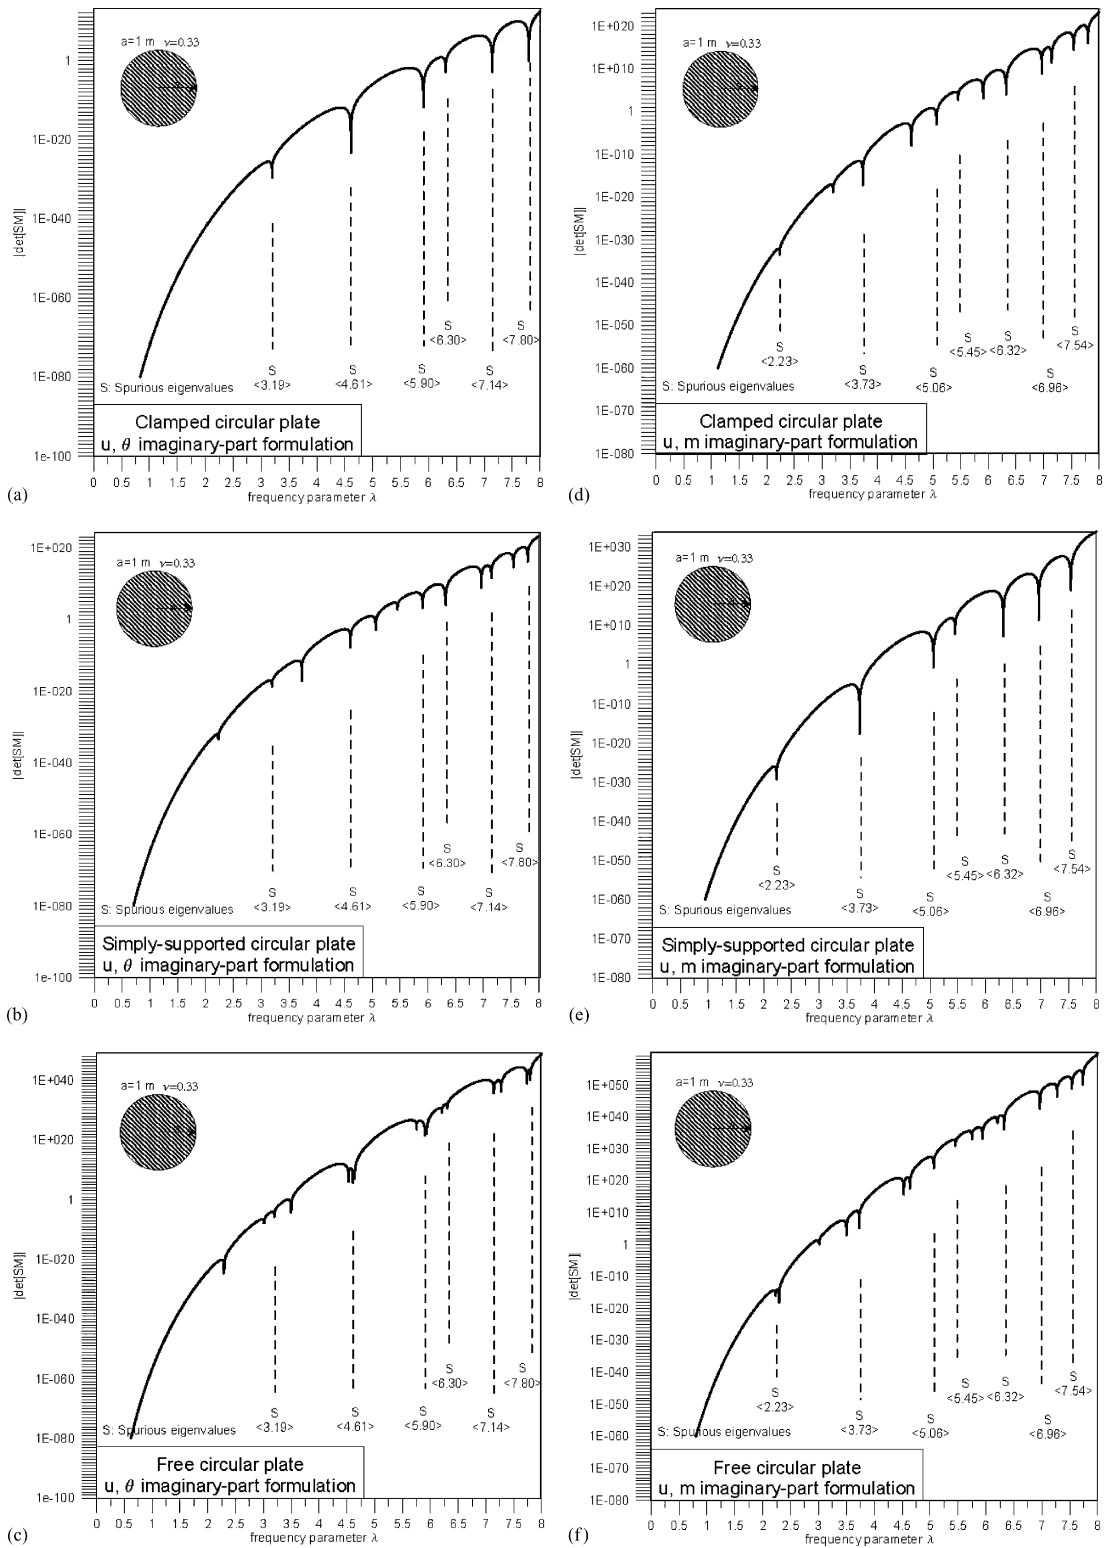 a=1 m ν=0.33
1
1E-020
1E-040
1E-060
1E-080
1e-100
|det[SM]|
S
<3.19>
S
<4.61>
S
<5.90>
S
<6.30>
S
<7.14>
S
<7.80>
S: Spurious eigenvalues
Clamped circular plate
u, θ imaginary-part formulation
0 0.5 1 1.5 2 2.5 3 3.5 4 4.5 5 5.5 6 6.5 7 7.5 8
frequency parameter λ
(a)
a=1 m ν=0.33
1E+020
1E+010
1
1E-010
1E-020
1E-030
1E-040
1E-050
1E-060
1E-070
1E-080
|det[SM]|
S
<2.23>
S
<3.73>
S
<5.06>
S
<5.45>
S
<6.32>
S
<6.96>
S
<7.54>
S: Spurious eigenvalues
Clamped circular plate
u, m imaginary-part formulation
0 0.5 1 1.5 2 2.5 3 3.5 4 4.5 5 5.5 6 6.5 7 7.5 8
frequency parameter λ
(d)
a=1 m ν=0.33
1E+020
1
1E-020
1E-040
1E-060
1E-080
1e-100
|det[SM]|
S
<3.19>
S
<4.61>
S
<5.90>
S
<6.30>
S
<7.14>
S
<7.80>
S: Spurious eigenvalues
Simply-supported circular plate
u, θ imaginary-part formulation
0 0.5 1 1.5 2 2.5 3 3.5 4 4.5 5 5.5 6 6.5 7 7.5 8
frequency parameter λ
(b)
a=1 m ν=0.33
1E+030
1E+020
1E+010
1
1E-010
1E-020
1E-030
1E-040
1E-050
1E-060
1E-070
1E-080
|det[SM]|
S
<2.23>
S
<3.73>
S
<5.06>
S
<5.45>
S
<6.32>
S
<6.96>
S
<7.54>
S: Spurious eigenvalues
Simply-supported circular plate
u, m imaginary-part formulation
0 0.5 1 1.5 2 2.5 3 3.5 4 4.5 5 5.5 6 6.5 7 7.5 8
frequency parameter λ
(e)
a=1 m ν=0.33
1E+040
1E+020
1
1E-020
1E-040
1E-060
1E-080
1e-100
|det[SM]|
S
<3.19>
S
<4.61>
S
<5.90>
S
<6.30>
S
<7.14>
S
<7.80>
S: Spurious eigenvalues
Free circular plate
u, θ imaginary-part formulation
0 0.5 1 1.5 2 2.5 3 3.5 4 4.5 5 5.5 6 6.5 7 7.5 8
frequency parameter λ
(c)
a=1 m ν=0.33
1E+050
1E+040
1E+030
1E+020
1E+010
1
1E-010
1E-020
1E-030
1E-040
1E-050
1E-060
1E-070
1E-080
|det[SM]|
S
<2.23>
S
<3.73>
S
<5.06>
S
<5.45>
S
<6.32>
S
<6.96>
S
<7.54>
S: Spurious eigenvalues
Free circular plate
u, m imaginary-part formulation
0 0.5 1 1.5 2 2.5 3 3.5 4 4.5 5 5.5 6 6.5 7 7.5 8
frequency parameter λ
(f)